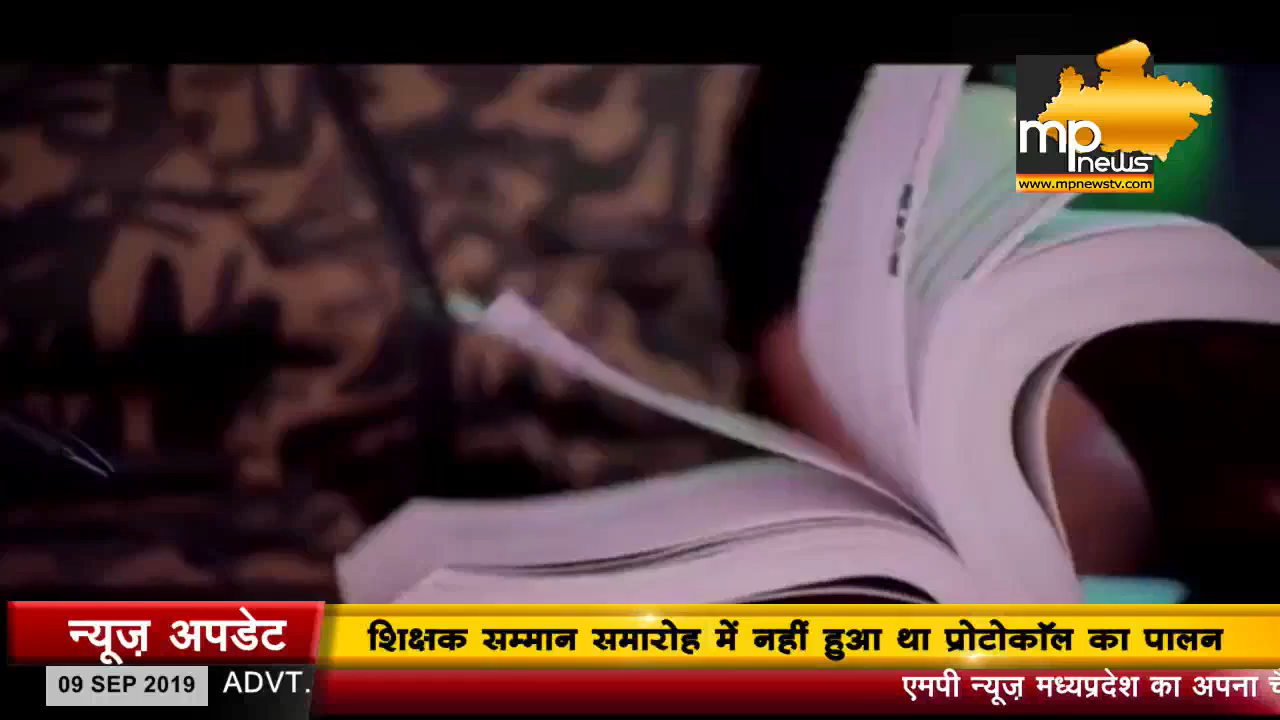 mp news
www.mpnewstv.com
न्यूज़ अपडेट
शिक्षक सम्मान समारोह में नहीं हुआ था प्रोटोकॉल का पालन
09 SEP 2019
ADVT.
एमपी न्यूज़ मध्यप्रदेश का अपना